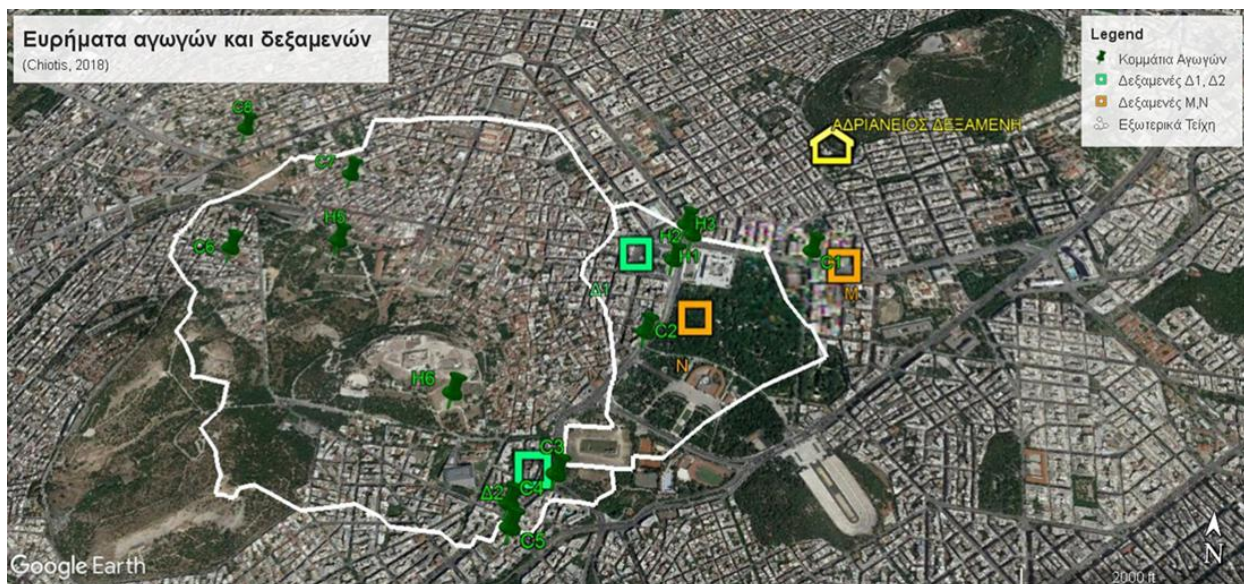 Ευρήματα αγωγών και δεξαμενών
(Chiotis, 2018)
Legend
Κομμάτια Αγωγών
Δεξαμενές Δ1, Δ2
Δεξαμενές Μ,Ν
Εξωτερικά Τείχη
ΑΔΡΙΑΝΕΙΟΣ ΔΕΞΑΜΕΝΗ
C8
C7
H5
C6
H3
H2
H1
C1
Δ1
M
C2
N
H6
C3
C4
Δ2
C5
Google Earth
N
2000 ft